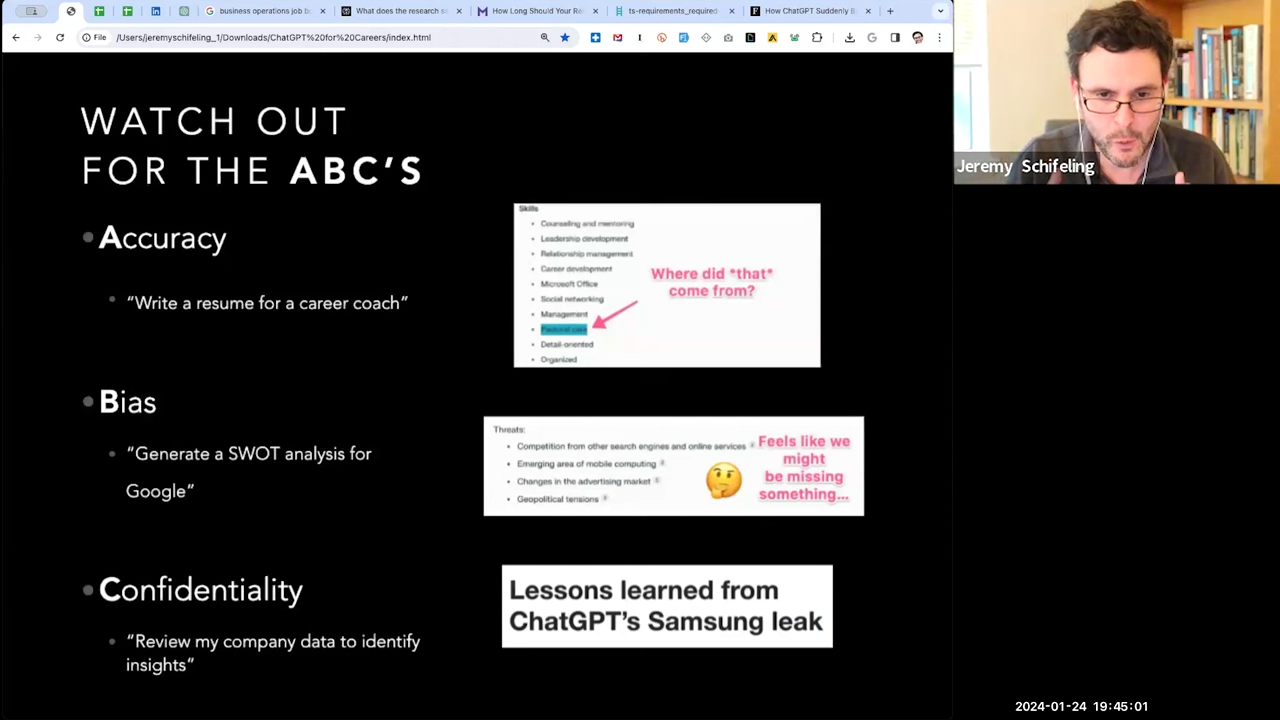 business operations job b
What does the research s
How Long Should Your Re
ts-requirements_required
How ChatGPT Suddenly B
File
/Users/jeremyschifeling_1/Downloads/ChatGPT%20for%20Careers/index.html
WATCH OUT
FOR THE ABC'S
Accuracy
"Write a resume for a career coach"
Skills
Counseling and mentoring
Leadership development
Relationship management
Career development
Microsoft Office
Social networking
Management
Pastoral care
Detail-oriented
Organized
Where did *that*
come from?
Bias
"Generate a SWOT analysis for
Google"
Threats:
Competition from other search engines and online services
Emerging area of mobile computing
Changes in the advertising market
Geopolitical tensions
Feels like we
might
be missing
something...
Confidentiality
"Review my company data to identify
insights"
Lessons learned from
ChatGPT's Samsung leak
Jeremy Schifeling
2024-01-24 19:45:01